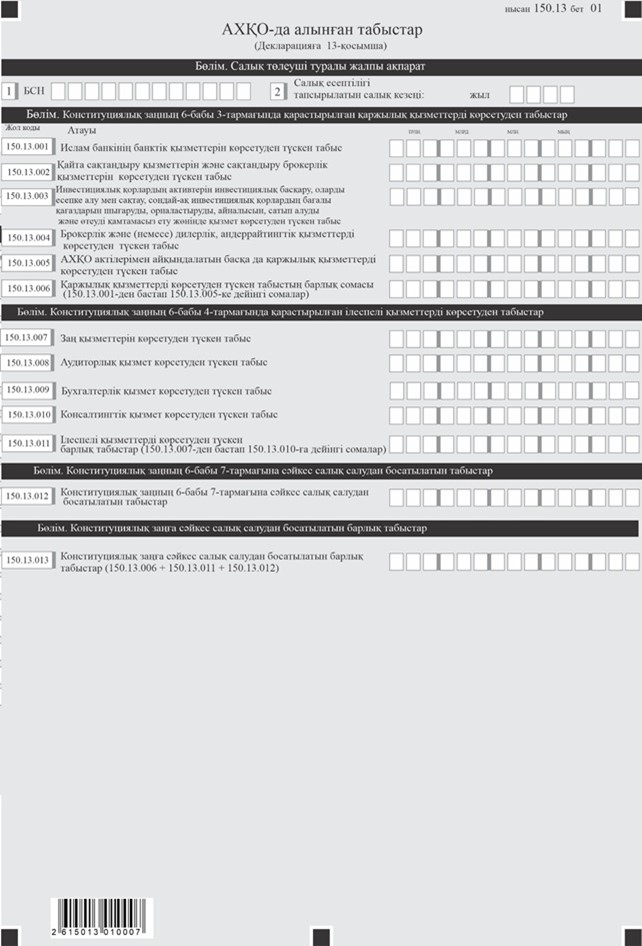 нысан 150.13 бет 01
АХҚО-да алынған табыстар
(Декларацияға 13-қосымша)
Бөлім. Салық төлеуші туралы жалпы ақпарат
1 БСН 2 Салық есептілігі
тапсырылатын салық кезеңі: жыл
Бөлім. Конституциялық заңның 6-бабы 3-тармағында қарастырылған қаржылық қызметтерді көрсетуден табыстар
Жол коды Атауы трлн млрд млн мың
150.13.001 Ислам банкінің банктік қызметтерін көрсетуден түскен табыс
150.13.002 Қайта сақтандыру қызметтерін және сақтандыру брокерлік
қызметтерін көрсетуден түскен табыс
150.13.003 Инвестициялық қорлардың активтерін инвестициялық басқару, оларды
есепке алу мен сақтау, сондай-ақ инвестициялық қорлардың бағалы
қағаздарын шығаруды, орналастыруды, айналысын, сатып алуды
және өтеуді қамтамасыз ету жөнінде қызмет көрсетуден түскен табыс
150.13.004 Брокерлік және (немесе) дилерлік, андеррайтингтік қызметтерді
көрсетуден түскен табыс
150.13.005 АХҚО актілерімен айқындалатын басқа да қаржылық қызметтерді
көрсетуден түскен табыс
150.13.006 Қаржылық қызметтерді көрсетуден түскен табыстың барлық сомасы
(150.13.001-ден бастап 150.13.005-ке дейінгі сомалар)
Бөлім. Конституциялық заңның 6-бабы 4-тармағында қарастырылған ілеспелі қызметтерді көрсетуден табыстар
150.13.007 Заң қызметтерін көрсетуден түскен табыс
150.13.008 Аудиторлық қызмет көрсетуден түскен табыс
150.13.009 Бухгалтерлік қызмет көрсетуден түскен табыс
150.13.010 Консалтингтік қызмет көрсетуден түскен табыс
150.13.011 Ілеспелі қызметтерді көрсетуден түскен
барлық табыстар (150.13.007-ден бастап 150.13.010-ға дейінгі сомалар)
Бөлім. Конституциялық заңның 6-бабы 7-тармағына сәйкес салық салудан босатылатын табыстар
150.13.012 Конституциялық заңның 6-бабы 7-тармағына сәйкес салық салудан
босатылатын табыстар
Бөлім. Конституциялық заңға сәйкес салық салудан босатылатын барлық табыстар
150.13.013 Конституциялық заңға сәйкес салық салудан босатылатын барлық
табыстар (150.13.006 + 150.13.011 + 150.13.012)
2 615013 010007